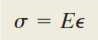 σ = Eϵ